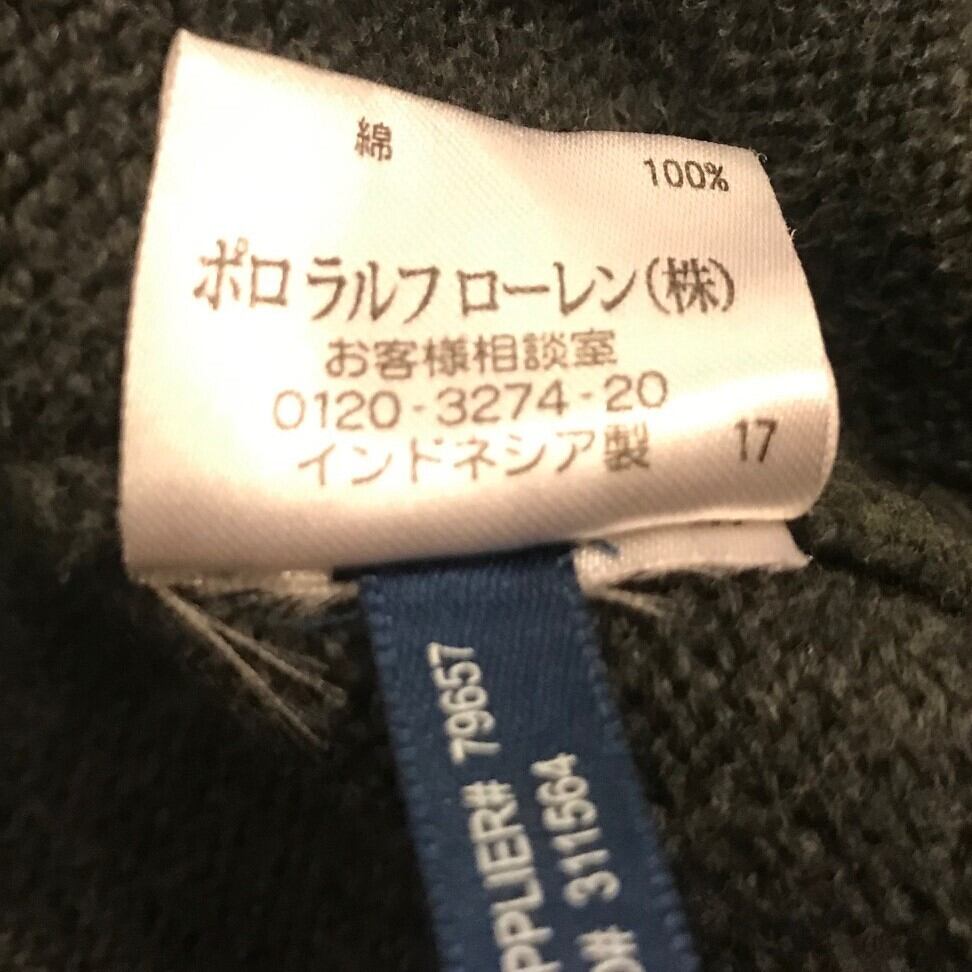 綿 100%
ポロ ラルフ ローレン(株)
お客様相談室
0120-3274-20
インドネシア製 17
PPLIER# 79657
# 311564